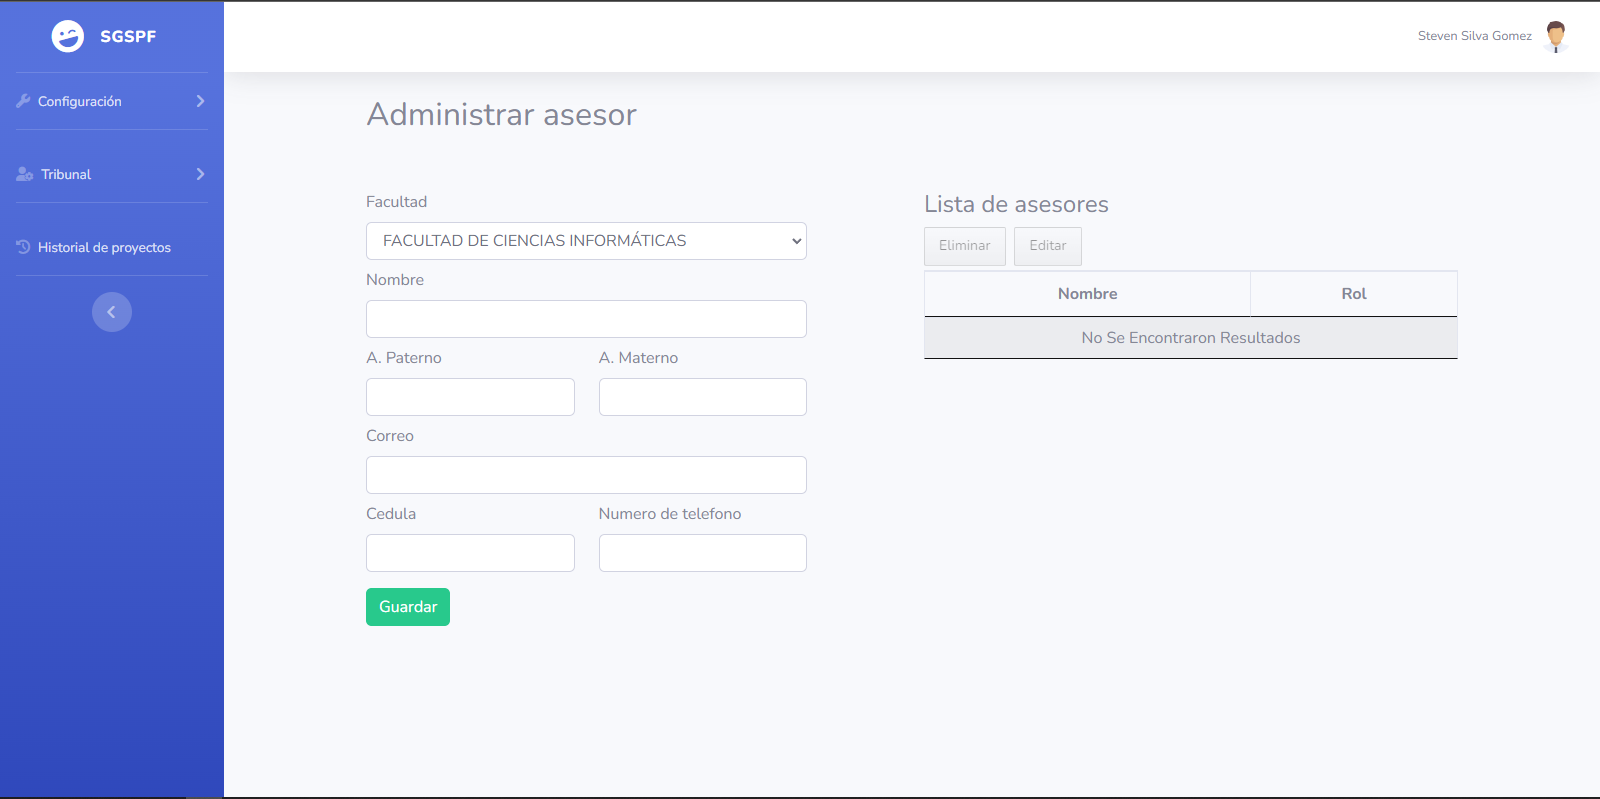 SGSPF
Steven Silva Gomez
Configuración
Tribunal
Historial de proyectos
Administrar asesor
Facultad
FACULTAD DE CIENCIAS INFORMÁTICAS
Nombre
A. Paterno
A. Materno
Correo
Cedula
Numero de telefono
Guardar
Lista de asesores
Eliminar
Editar
Nombre
Rol
No Se Encontraron Resultados